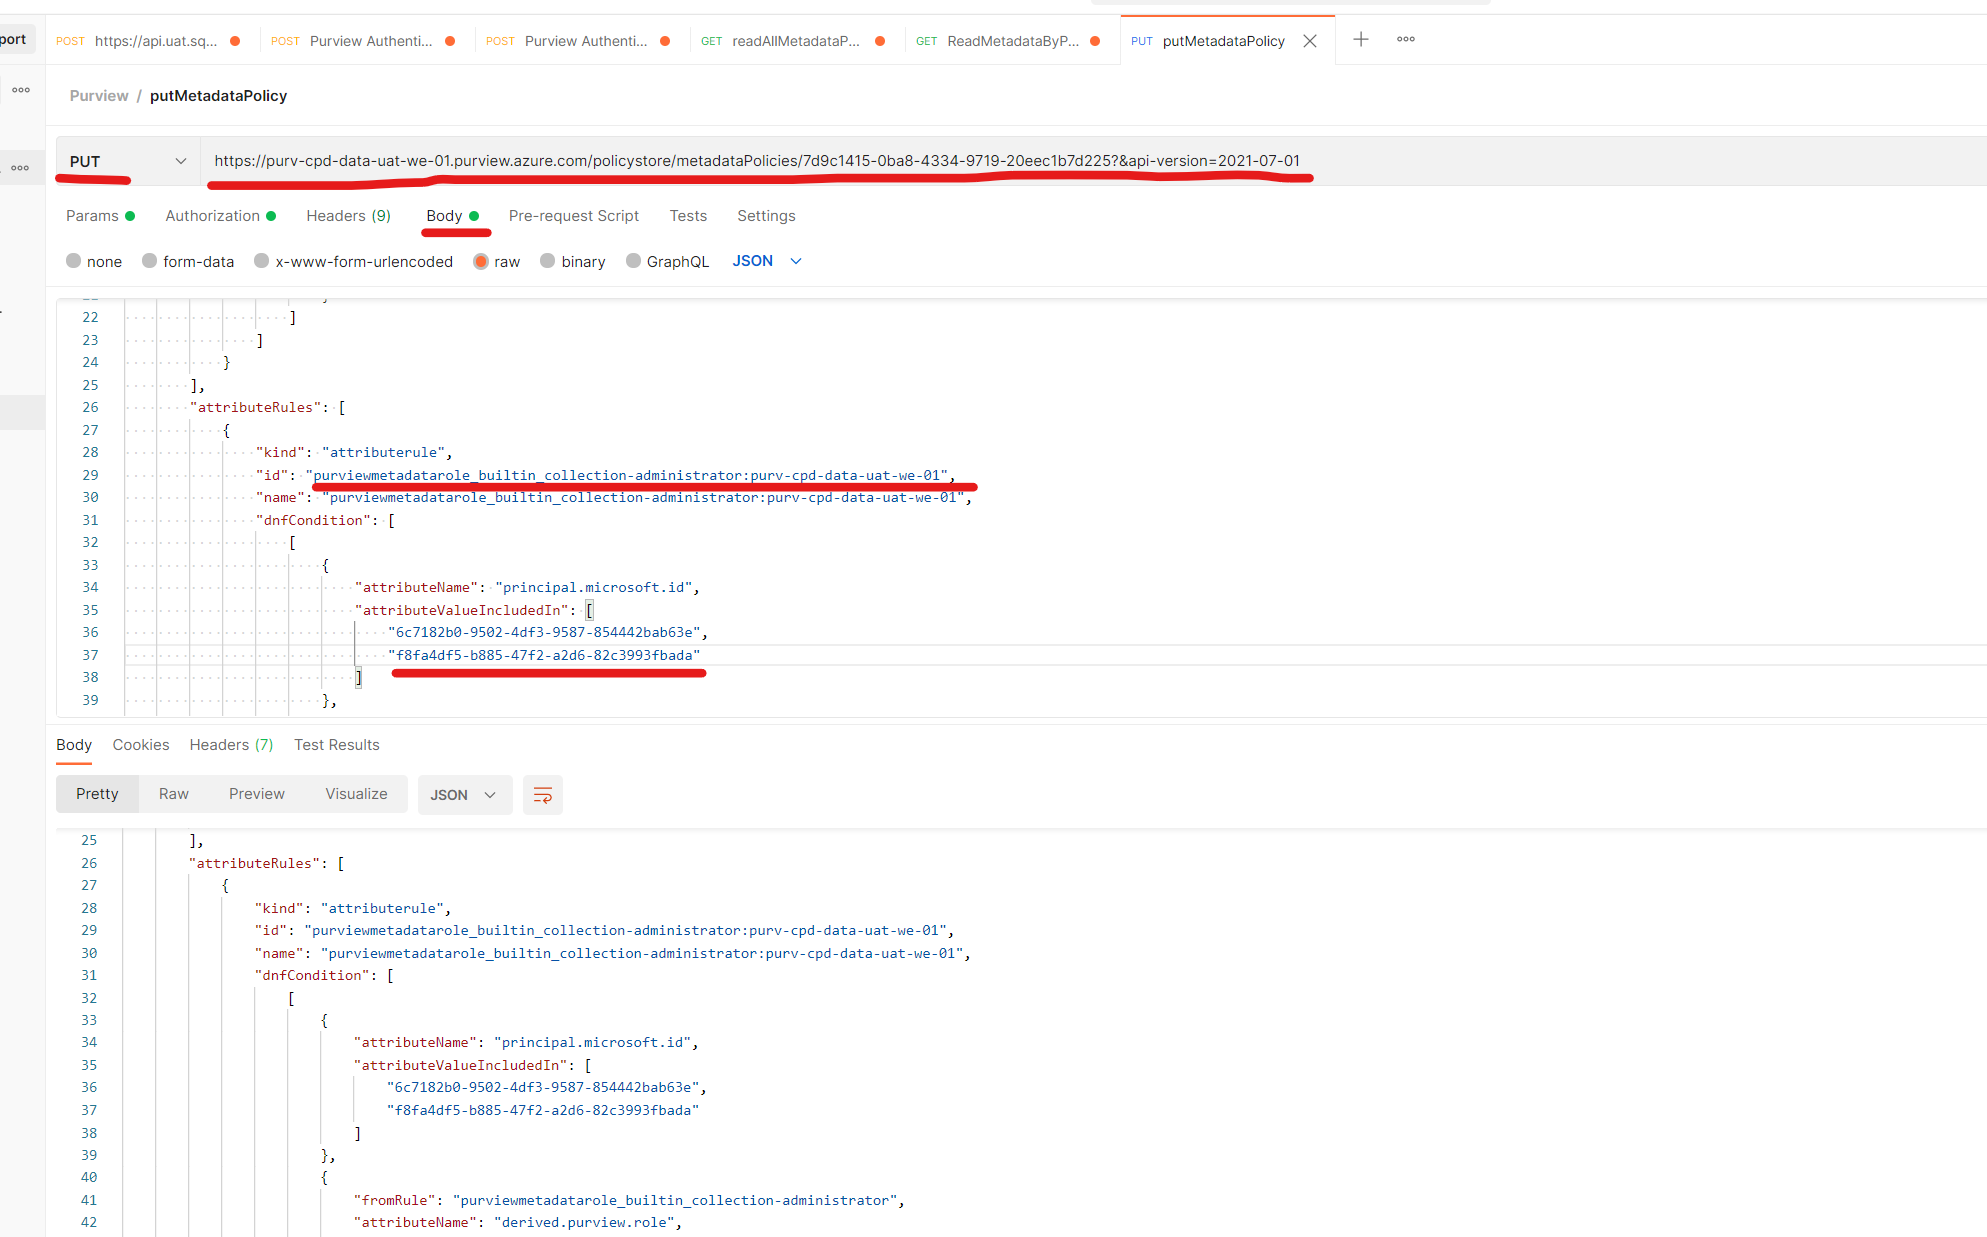 port
POST https://api.uat.sq...
POST Purview Authenti...
POST Purview Authenti...
GET readAllMetadataP...
GET ReadMetadataByP...
PUT putMetadataPolicy
Purview / putMetadataPolicy
PUT https://purv-cpd-data-uat-we-01.purview.azure.com/policystore/metadataPolicies/7d9c1415-0ba8-4334-9719-20eec1b7d225?&api-version=2021-07-01
Params Authorization Headers (9) Body Pre-request Script Tests Settings
none form-data x-www-form-urlencoded raw binary GraphQL JSON
22 ]
23 ]
24 }
25 ],
26 "attributeRules": [
27 {
28 "kind": "attributerule",
29 "id": "purviewmetadatarole_builtin_collection-administrator:purv-cpd-data-uat-we-01",
30 "name": "purviewmetadatarole_builtin_collection-administrator:purv-cpd-data-uat-we-01",
31 "dnfCondition": [
32 [
33 {
34 "attributeName": "principal.microsoft.id",
35 "attributeValueIncludedIn": [
36 "6c7182b0-9502-4df3-9587-854442bab63e",
37 "f8fa4df5-b885-47f2-a2d6-82c3993fbada"
38 ]
39 },
Body Cookies Headers (7) Test Results
Pretty Raw Preview Visualize JSON
25 ],
26 "attributeRules": [
27 {
28 "kind": "attributerule",
29 "id": "purviewmetadatarole_builtin_collection-administrator:purv-cpd-data-uat-we-01",
30 "name": "purviewmetadatarole_builtin_collection-administrator:purv-cpd-data-uat-we-01",
31 "dnfCondition": [
32 [
33 {
34 "attributeName": "principal.microsoft.id",
35 "attributeValueIncludedIn": [
36 "6c7182b0-9502-4df3-9587-854442bab63e",
37 "f8fa4df5-b885-47f2-a2d6-82c3993fbada"
38 ]
39 },
40 {
41 "fromRule": "purviewmetadatarole_builtin_collection-administrator",
42 "attributeName": "derived.purview.role",